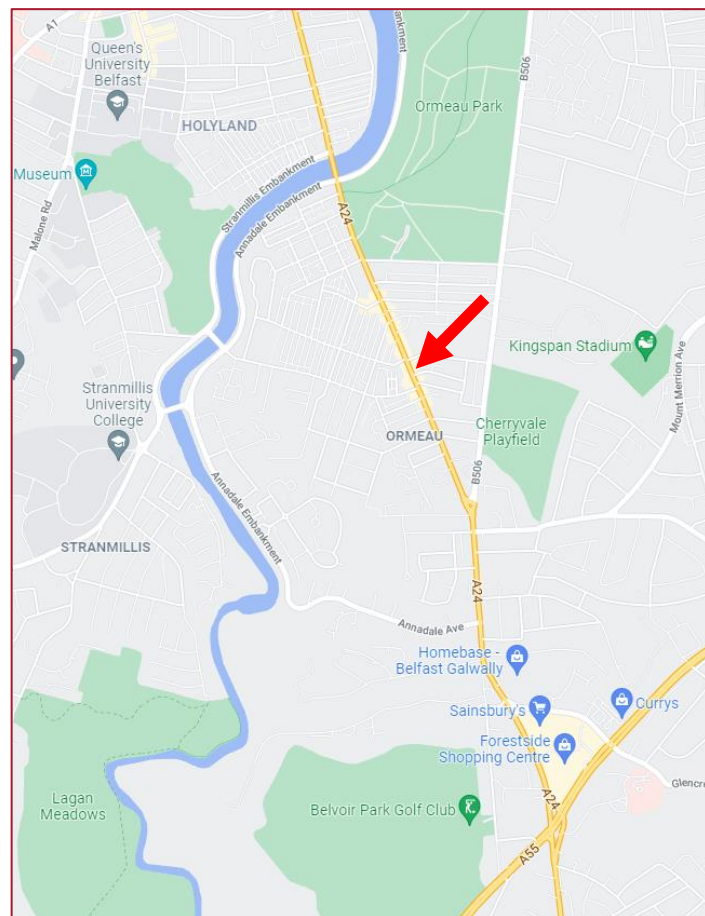 A1
Queen's
University
Belfast
HOLYLAND
Museum
Malone Rd
Stranmillis Embankment
Annadale Embankment
Embankment
Ormeau Park
B506
A24
Kingspan Stadium
Mount Merrion Ave
Stranmillis
University
College
ORMEAU
Cherryvale
Playfield
B506
Annadale Embankment
STRANMILLIS
A24
Annadale Ave
Homebase -
Belfast Galwally
Sainsbury's
Currys
Forestside
Shopping Centre
Glencr
Lagan
Meadows
Belvoir Park Golf Club
A24
A55